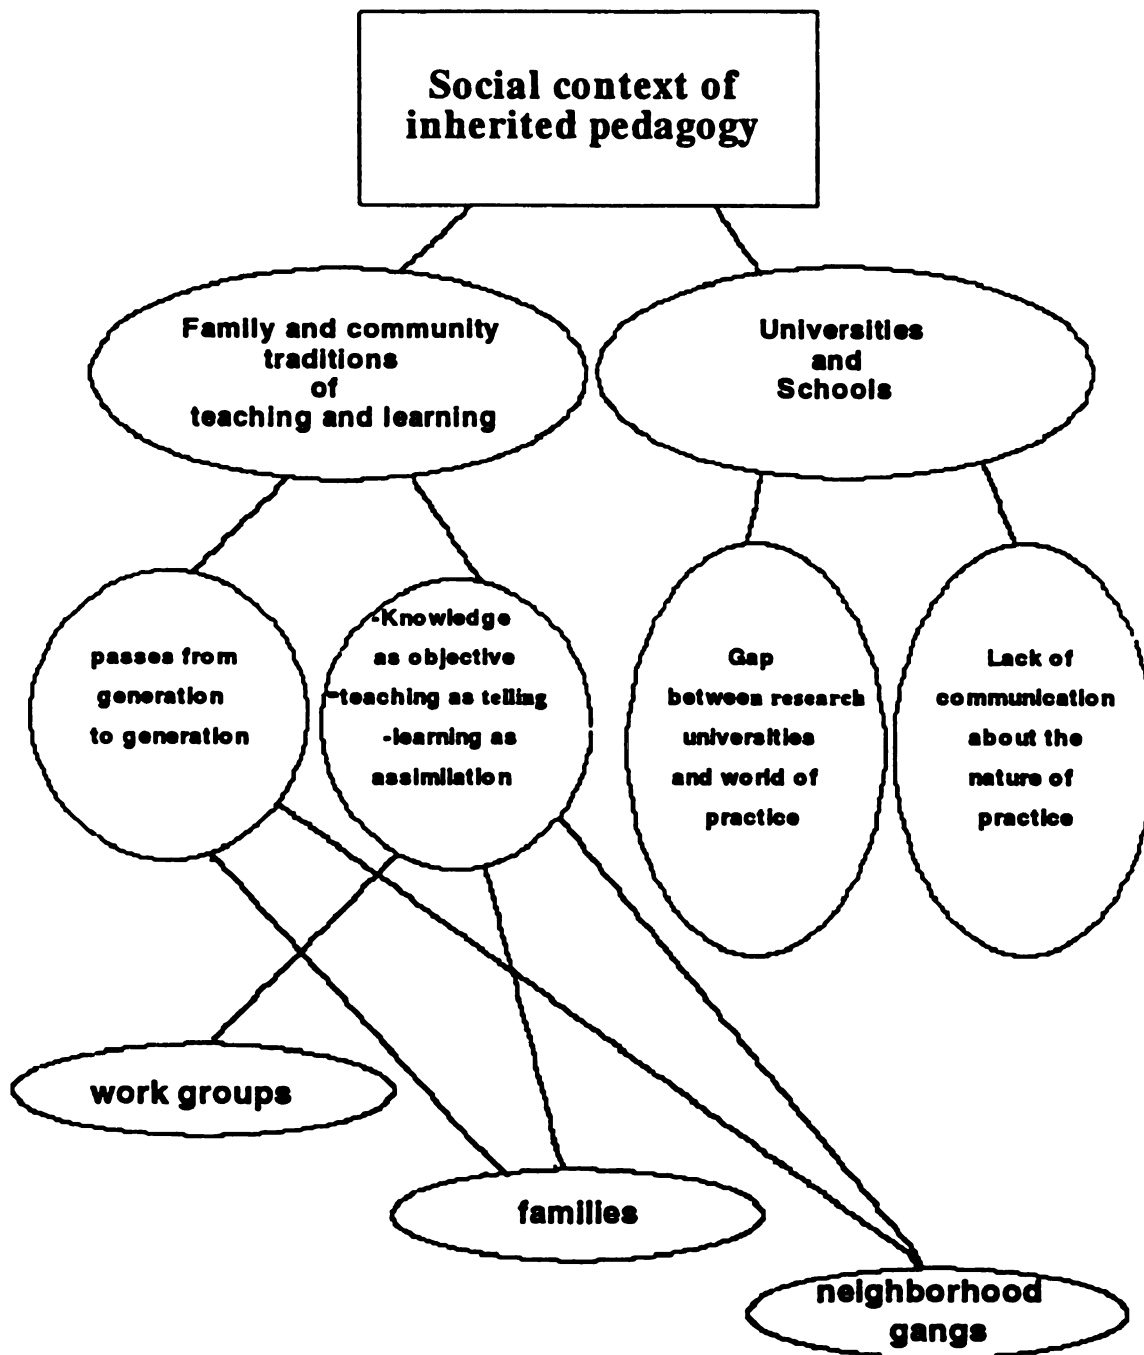 Social context of
inherited pedagogy
Family and community
traditions
of
teaching and learning
Universities
and
Schools
passes from
generation
to generation
-Knowledge
as objective
-teaching as telling
-learning as
assimilation
Gap
between research
universities
and world of
practice
Lack of
communication
about the
nature of
practice
work groups
families
neighborhood
gangs